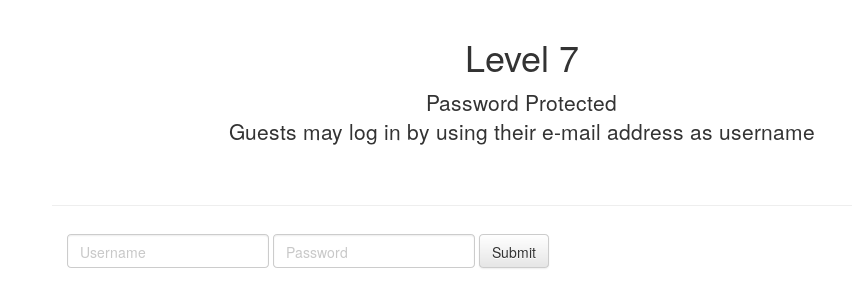 Level 7
Password Protected
Guests may log in by using their e-mail address as username
Username Password Submit